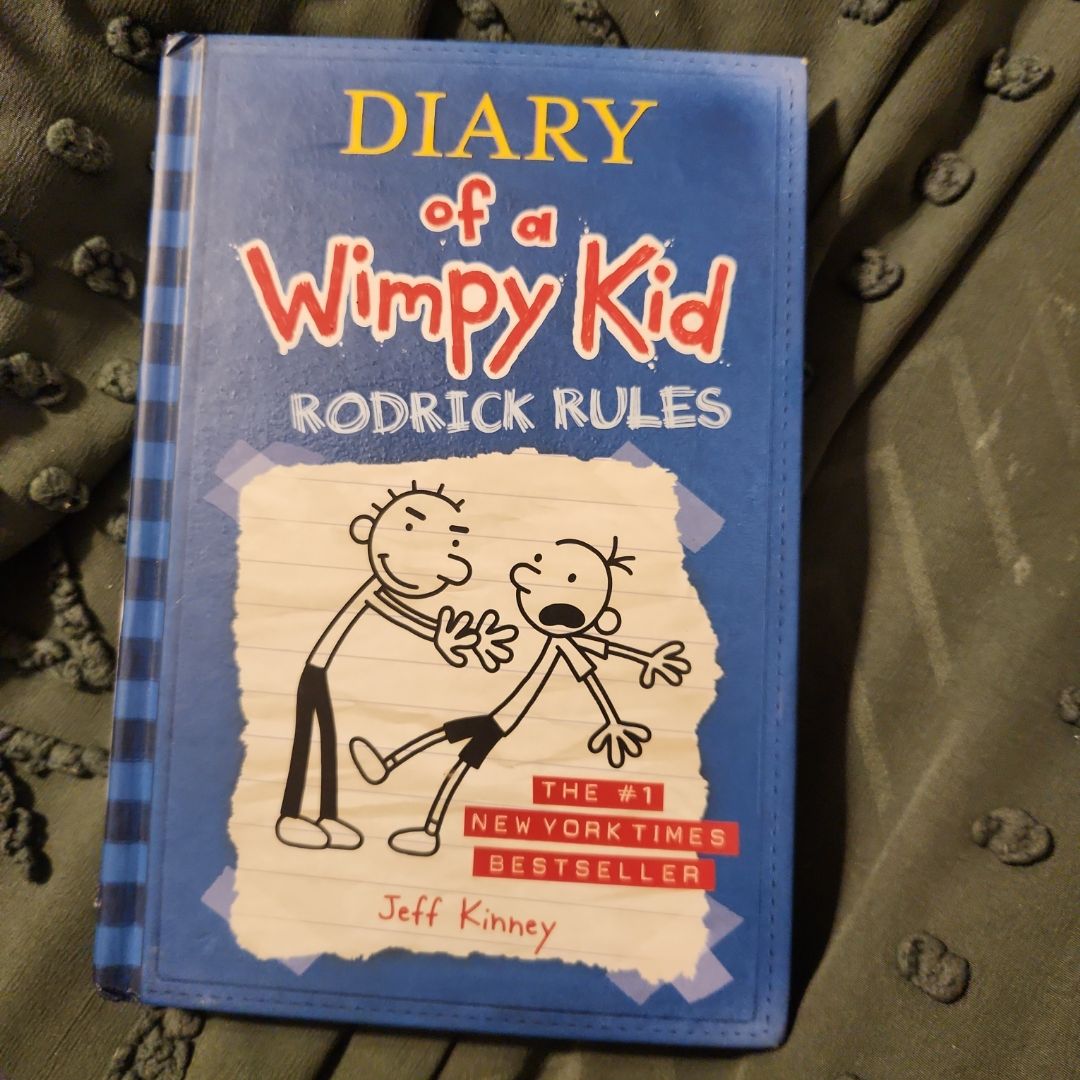 DIARY
of a
Wimpy Kid
RODRICK RULES
THE #1
NEW YORK TIMES
BESTSELLER
Jeff Kinney